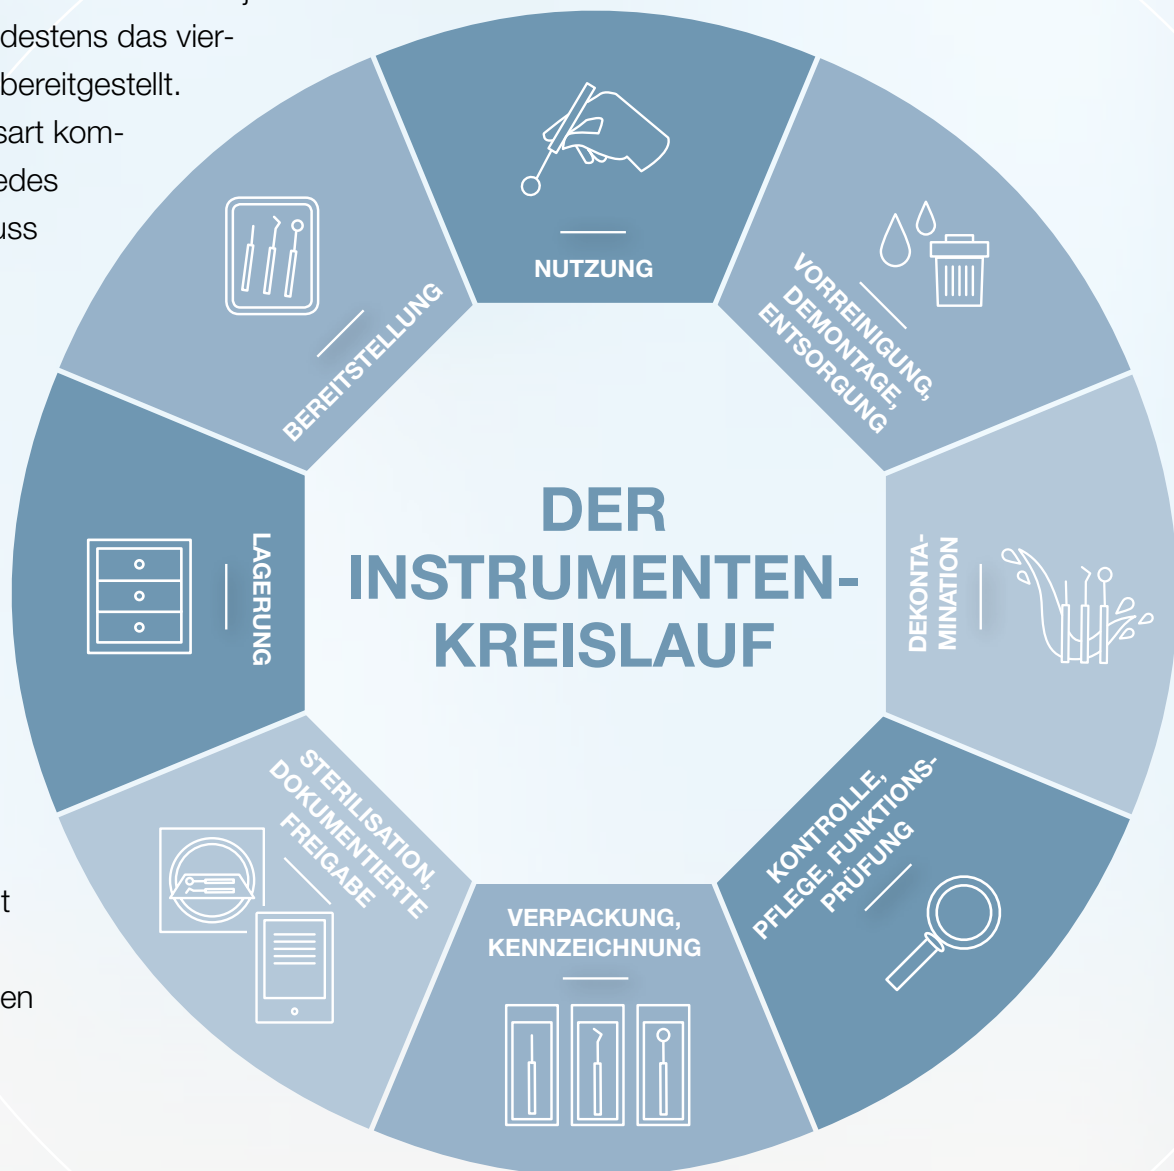 destens das vier-
bereitgestellt.
sart kom-
edes
uss
t
en
DER
INSTRUMENTEN-
KREISLAUF
NUTZUNG
VORREINIGUNG,
DEMONTAGE,
ENTSORGUNG
DEKONTA-
MINATION
KONTROLLE,
PFLEGE, FUNKTIONS-
PRÜFUNG
VERPACKUNG,
KENNZEICHNUNG
STERILISATION,
DOKUMENTIERTE
FREIGABE
LAGERUNG
BEREITSTELLUNG